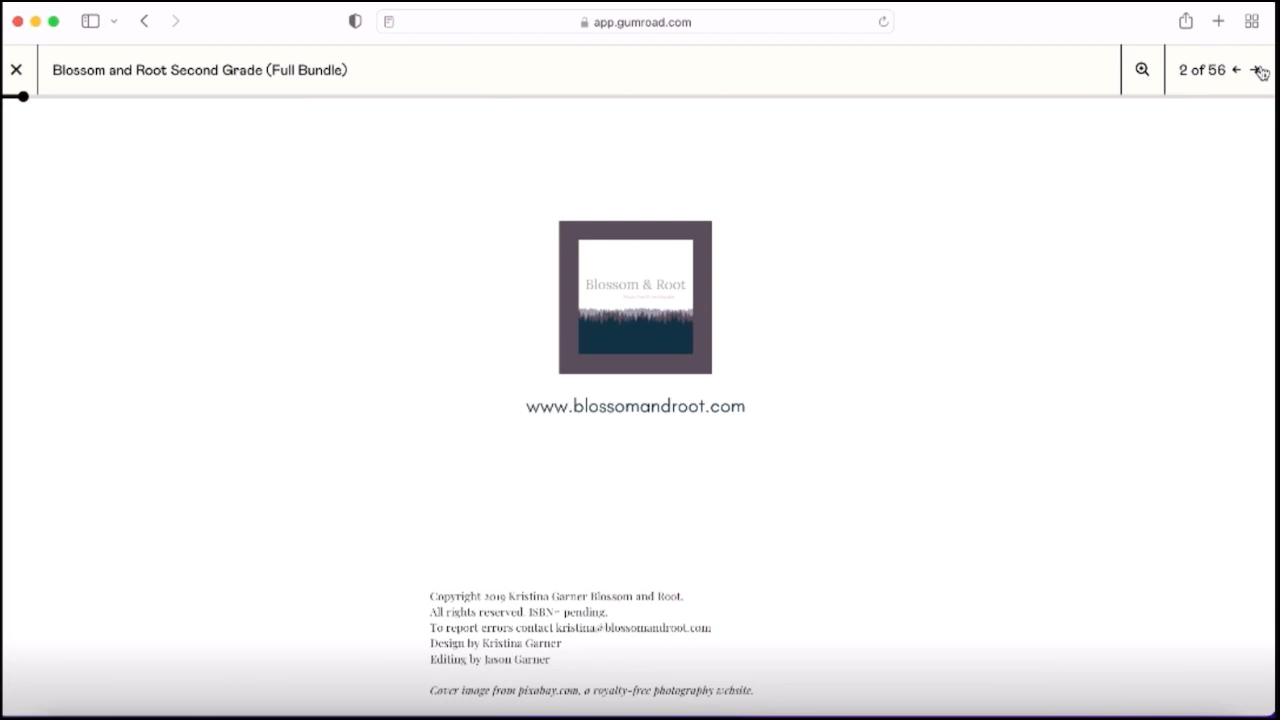 app.gumroad.com
Blossom and Root Second Grade (Full Bundle)
2 of 56
Blossom & Root
www.blossomandroot.com
Copyright 2019 Kristina Garner Blossom and Root.
All rights reserved. ISBN- pending.
To report errors contact kristina@blossomandroot.com
Design by Kristina Garner
Editing by Jason Garner
Cover image from pixabay.com, a royalty-free photography website.